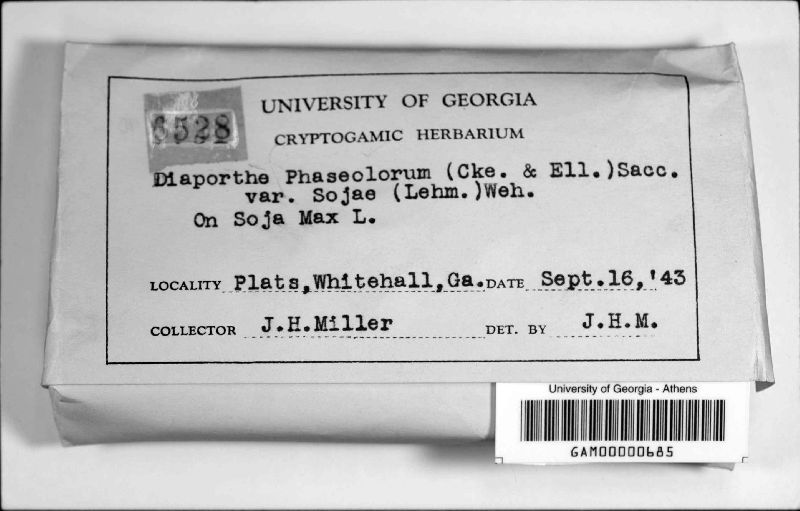 UNIVERSITY OF GEORGIA
6528
CRYPTOGAMIC HERBARIUM
Diaporthe Phaseolorum (Cke. & Ell.)Sacc.
var. Sojae (Lehm.)Weh.
On Soja Max L.
LOCALITY Plats,Whitehall,Ga. DATE Sept.16,'43
COLLECTOR J.H.Miller DET. BY J.H.M.
University of Georgia - Athens
GAM00000685